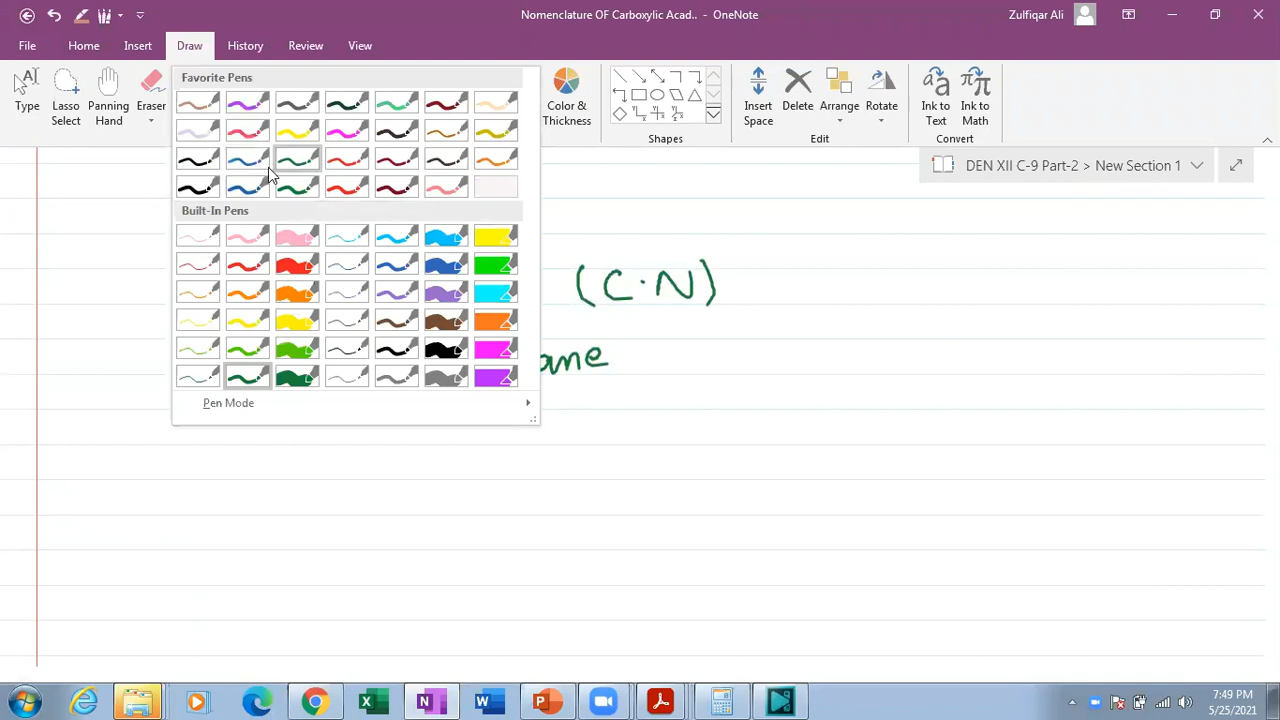 Nomenclature OF Carboxylic Acad.. - OneNote
Zulfiqar Ali
File Home Insert Draw History Review View
Favorite Pens
Type
Lasso Select
Panning Hand
Eraser
Color & Thickness
Shapes
Insert Space
Delete
Arrange
Rotate
Edit
Ink to Text
Ink to Math
Convert
DEN XII C-9 Part-2 > New Section 1
Built-In Pens
(C.N)
ane
Pen Mode
7:49 PM
5/25/2021